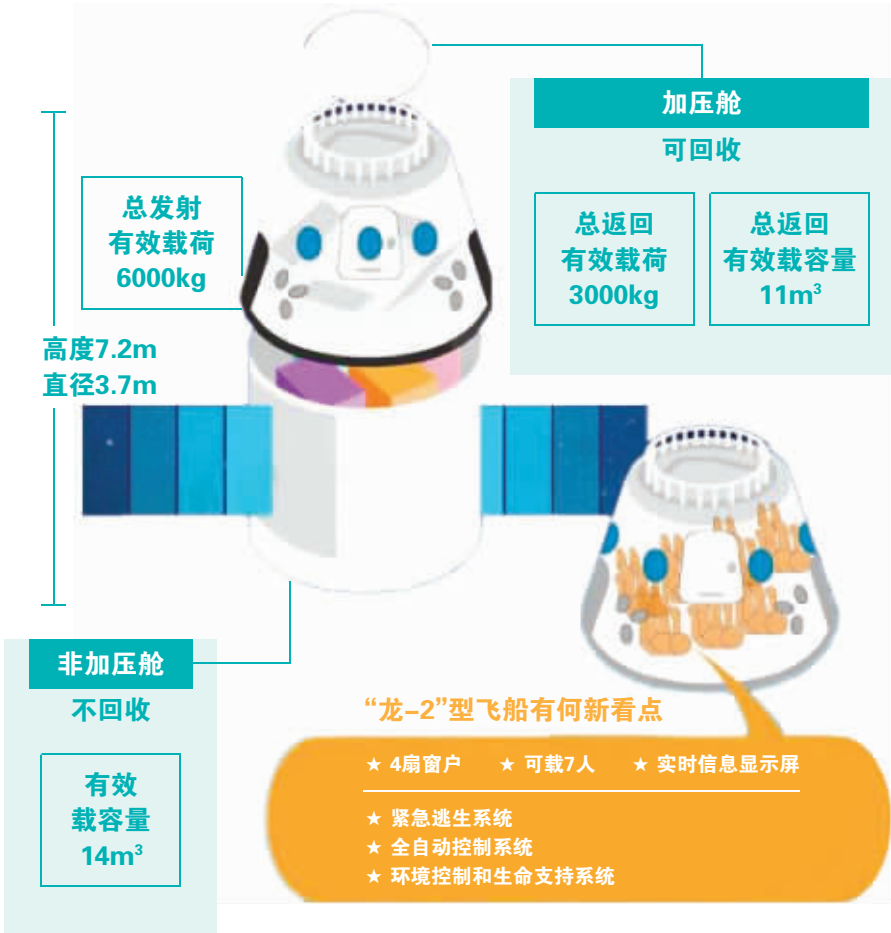 加压舱
可回收
总发射
有效载荷
6000kg
总返回
有效载荷
3000kg
总返回
有效载容量
11m³
高度7.2m
直径3.7m
非加压舱
不回收
有效
载容量
14m³
“龙–2”型飞船有何新看点
★ 4扇窗户 ★ 可载7人 ★ 实时信息显示屏
★ 紧急逃生系统
★ 全自动控制系统
★ 环境控制和生命支持系统